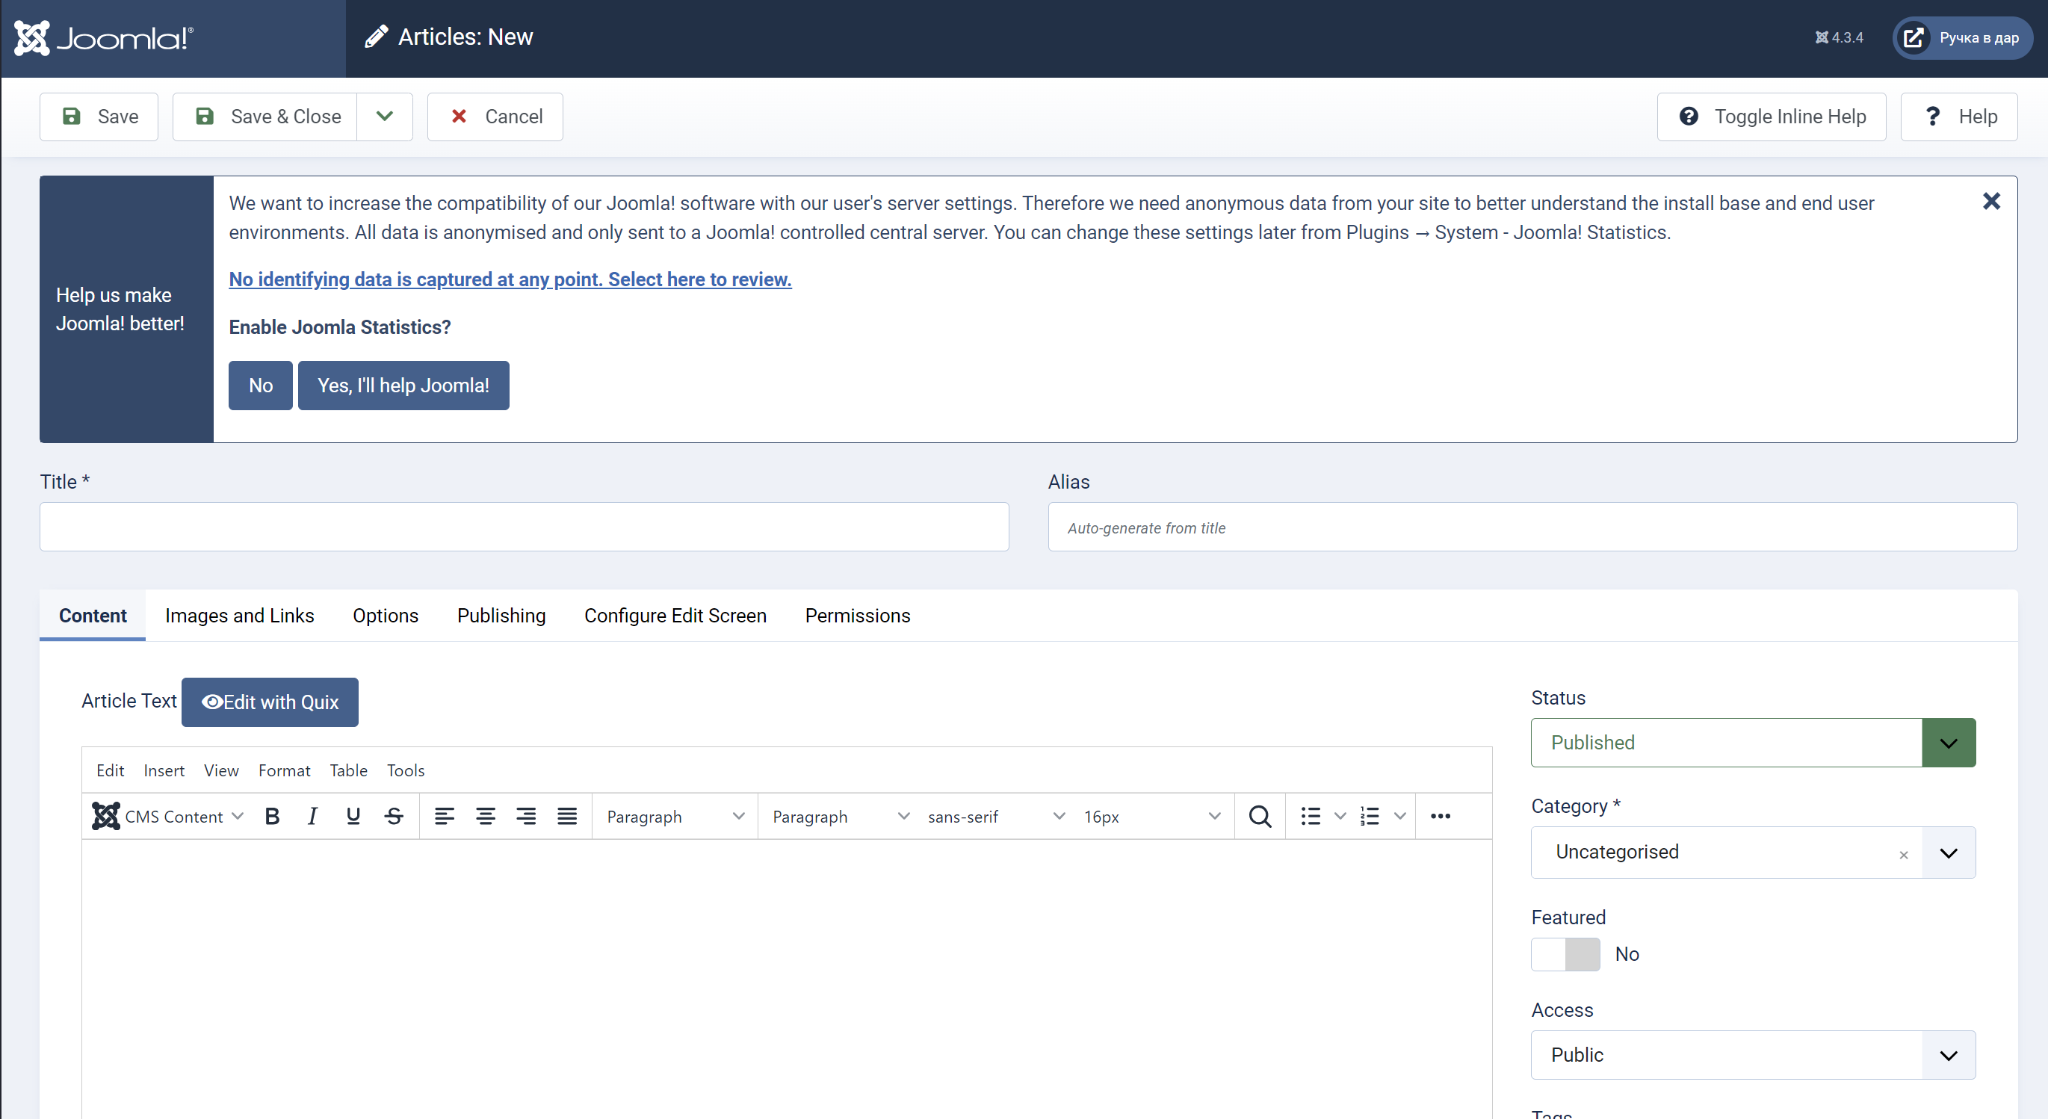 Joomla!®
Articles: New
4.3.4
Ручка в дар
Save
Save & Close
Cancel
Toggle Inline Help
? Help
Help us make
Joomla! better!
We want to increase the compatibility of our Joomla! software with our user's server settings. Therefore we need anonymous data from your site to better understand the install base and end user
environments. All data is anonymised and only sent to a Joomla! controlled central server. You can change these settings later from Plugins → System - Joomla! Statistics.
No identifying data is captured at any point. Select here to review.
Enable Joomla Statistics?
No
Yes, I'll help Joomla!
Title *
Alias
Auto-generate from title
Content
Images and Links
Options
Publishing
Configure Edit Screen
Permissions
Article Text
Edit with Quix
Edit Insert View Format Table Tools
CMS Content
B I U S
Paragraph
Paragraph
sans-serif
16px
Status
Published
Category *
Uncategorised ×
Featured
No
Access
Public
Tags